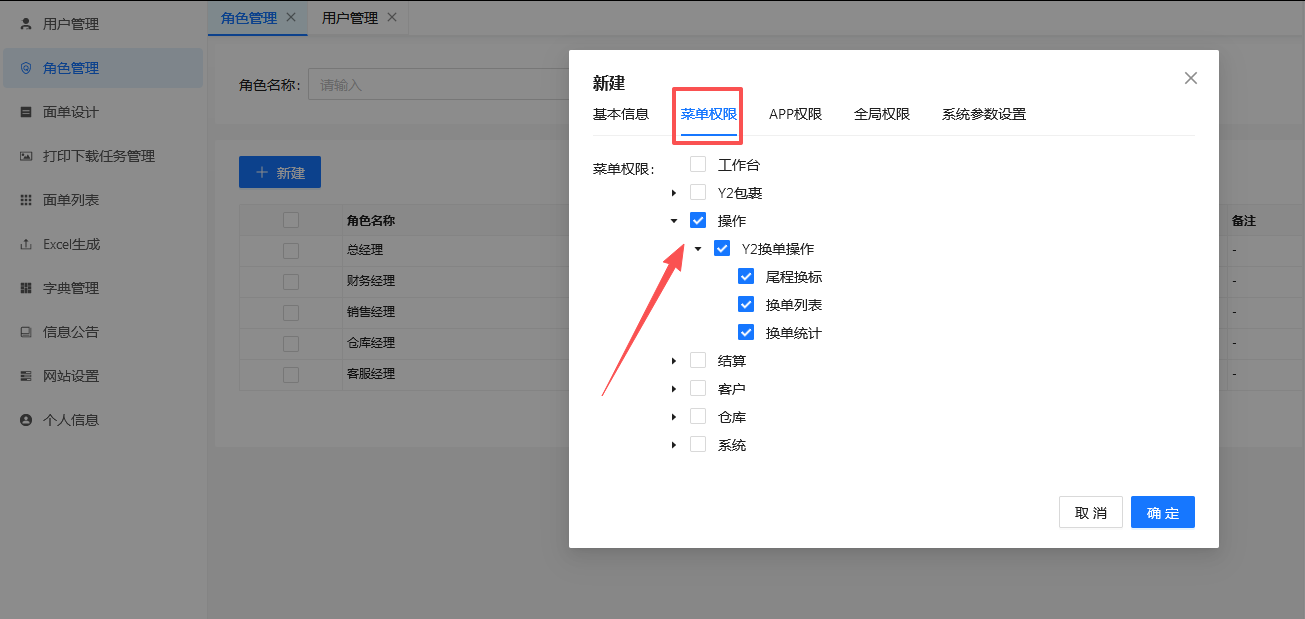 用户管理
角色管理
面单设计
打印下载任务管理
面单列表
Excel生成
字典管理
信息公告
网站设置
个人信息
角色管理 用户管理
角色名称: 请输入
新建
角色名称 备注
总经理 -
财务经理 -
销售经理 -
仓库经理 -
客服经理 -
新建
基本信息 菜单权限 APP权限 全局权限 系统参数设置
菜单权限:
工作台
Y2包裹
操作
Y2换单操作
尾程换标
换单列表
换单统计
结算
客户
仓库
系统
取 消 确 定